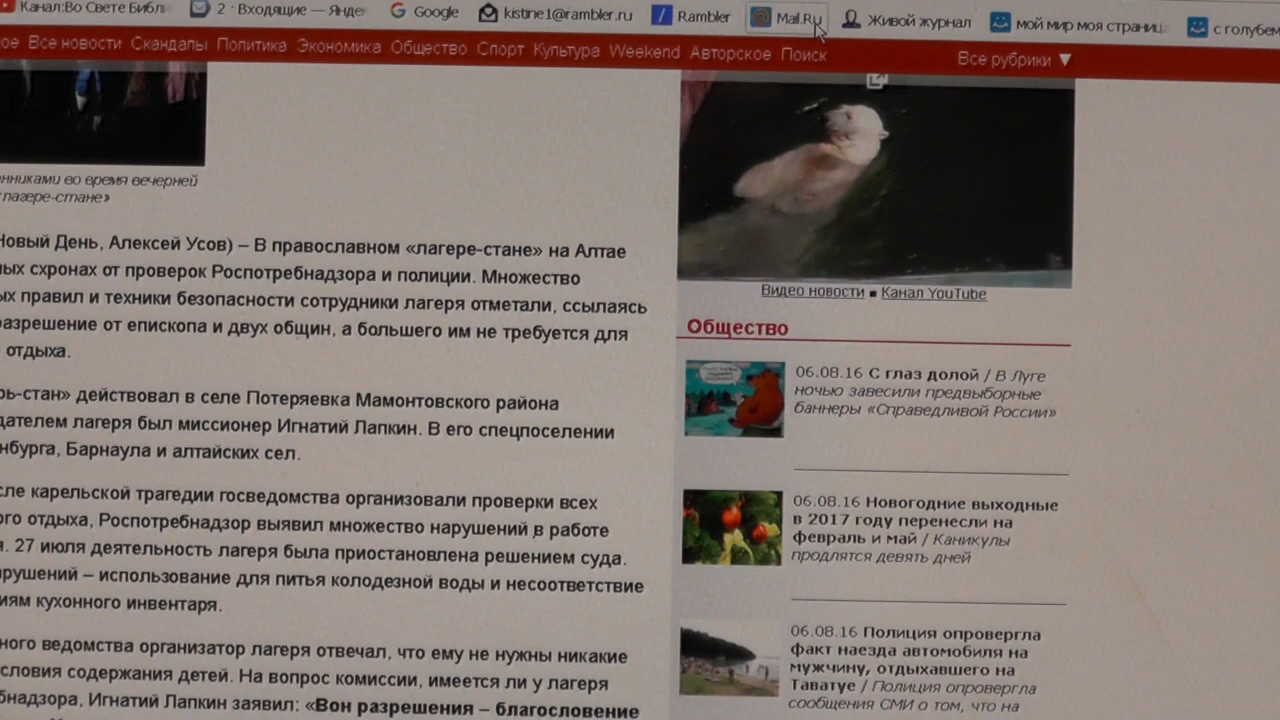 Канал:Во Свете Библ
2 · Входящие — Янде
Google
kistine1@rambler.ru
Rambler
Mail.Ru
Живой журнал
мой мир моя страниц
с голубем
ое Все новости Скандалы Политика Экономика Общество Спорт Культура Weekend Авторское Поиск
Все рубрики ▼
нниками во время вечерней
лагере-стане»
Новый День, Алексей Усов) – В православном «лагере-стане» на Алтае
ных схронах от проверок Роспотребнадзора и полиции. Множество
ых правил и техники безопасности сотрудники лагеря отметали, ссылаясь
разрешение от епископа и двух общин, а большего им не требуется для
отдыха.
рь-стан» действовал в селе Потеряевка Мамонтовского района
дателем лагеря был миссионер Игнатий Лапкин. В его спецпоселении
нбурга, Барнаула и алтайских сел.
сле карельской трагедии госведомства организовали проверки всех
ого отдыха, Роспотребнадзор выявил множество нарушений в работе
я. 27 июля деятельность лагеря была приостановлена решением суда.
арушений – использование для питья колодезной воды и несоответствие
иям кухонного инвентаря.
ного ведомства организатор лагеря отвечал, что ему не нужны никакие
словия содержания детей. На вопрос комиссии, имеется ли у лагеря
бнадзора, Игнатий Лапкин заявил: «Вон разрешения – благословение
Видео новости ■ Канал YouTube
Общество
06.08.16 С глаз долой / В Луге
ночью завесили предвыборные
баннеры «Справедливой России»
06.08.16 Новогодние выходные
в 2017 году перенесли на
февраль и май / Каникулы
продлятся девять дней
06.08.16 Полиция опровергла
факт наезда автомобиля на
мужчину, отдыхавшего на
Таватуе / Полиция опровергла
сообщения СМИ о том, что на